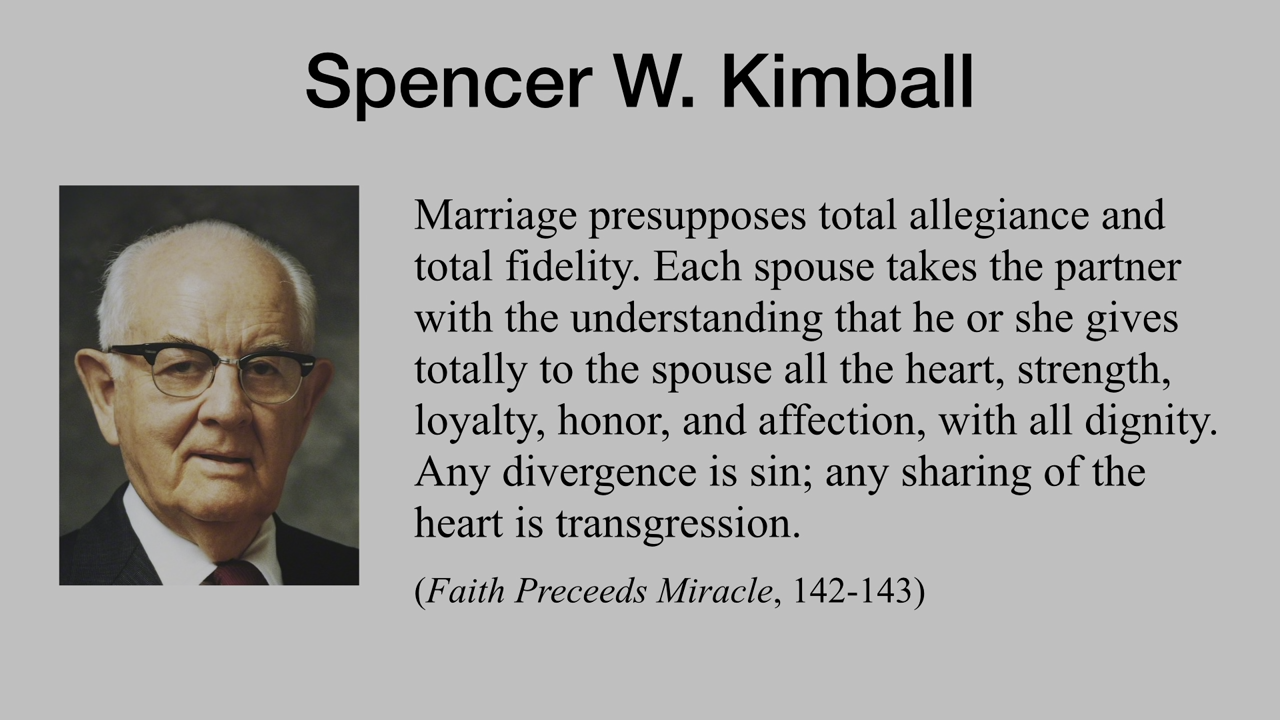 Spencer W. Kimball
Marriage presupposes total allegiance and
total fidelity. Each spouse takes the partner
with the understanding that he or she gives
totally to the spouse all the heart, strength,
loyalty, honor, and affection, with all dignity.
Any divergence is sin; any sharing of the
heart is transgression.
(Faith Preceeds Miracle, 142-143)